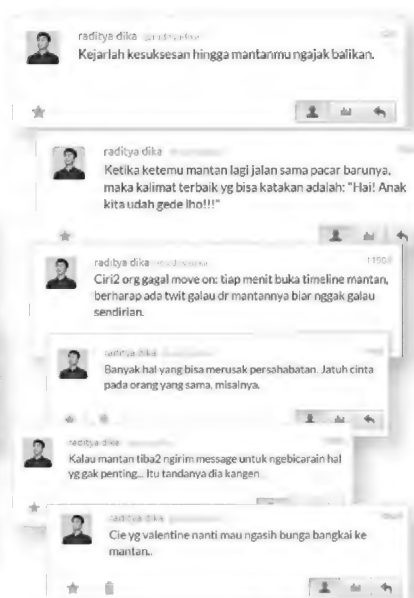 raditya dika
Kejarlah kesuksesan hingga mantanmu ngajak balikan.
raditya dika
Ketika ketemu mantan lagi jalan sama pacar barunya,
maka kalimat terbaik yg bisa katakan adalah: "Hai! Anak
kita udah gede lho!!!"
raditya dika
Ciri2 org gagal move on: tiap menit buka timeline mantan,
berharap ada twit galau dr mantannya biar nggak galau
sendirian.
raditya dika
Banyak hal yang bisa merusak persahabatan. Jatuh cinta
pada orang yang sama, misalnya.
raditya dika
Kalau mantan tiba2 ngirim message untuk ngebicarain hal
yg gak penting... Itu tandanya dia kangen
raditya dika
Cie yg valentine nanti mau ngasih bunga bangkai ke
mantan..